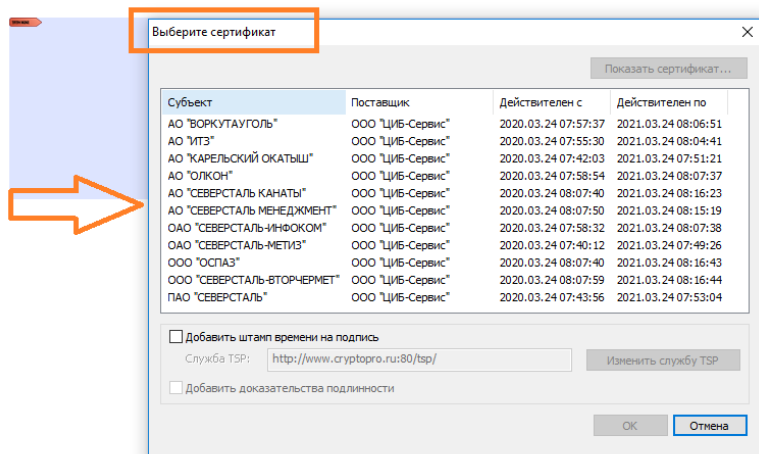 Выберите сертификат
Показать сертификат...
Субъект Поставщик Действителен с Действителен по
АО "ВОРКУТАУГОЛЬ" ООО "ЦИБ-Сервис" 2020.03.24 07:57:37 2021.03.24 08:06:51
АО "ИТЗ" ООО "ЦИБ-Сервис" 2020.03.24 07:55:30 2021.03.24 08:04:41
АО "КАРЕЛЬСКИЙ ОКАТЫШ" ООО "ЦИБ-Сервис" 2020.03.24 07:42:03 2021.03.24 07:51:21
АО "ОЛКОН" ООО "ЦИБ-Сервис" 2020.03.24 07:58:54 2021.03.24 08:07:37
АО "СЕВЕРСТАЛЬ КАНАТЫ" ООО "ЦИБ-Сервис" 2020.03.24 08:07:40 2021.03.24 08:16:23
АО "СЕВЕРСТАЛЬ МЕНЕДЖМЕНТ" ООО "ЦИБ-Сервис" 2020.03.24 08:07:50 2021.03.24 08:15:19
ОАО "СЕВЕРСТАЛЬ-ИНФОКОМ" ООО "ЦИБ-Сервис" 2020.03.24 07:58:32 2021.03.24 08:07:38
ОАО "СЕВЕРСТАЛЬ-МЕТИЗ" ООО "ЦИБ-Сервис" 2020.03.24 07:40:12 2021.03.24 07:49:26
ООО "ОСПАЗ" ООО "ЦИБ-Сервис" 2020.03.24 08:07:40 2021.03.24 08:16:43
ООО "СЕВЕРСТАЛЬ-ВТОРЧЕРМЕТ" ООО "ЦИБ-Сервис" 2020.03.24 08:07:59 2021.03.24 08:16:44
ПАО "СЕВЕРСТАЛЬ" ООО "ЦИБ-Сервис" 2020.03.24 07:43:56 2021.03.24 07:53:04
Добавить штамп времени на подпись
Служба TSP: http://www.cryptopro.ru:80/tsp/ Изменить службу TSP
Добавить доказательства подлинности
ОК Отмена